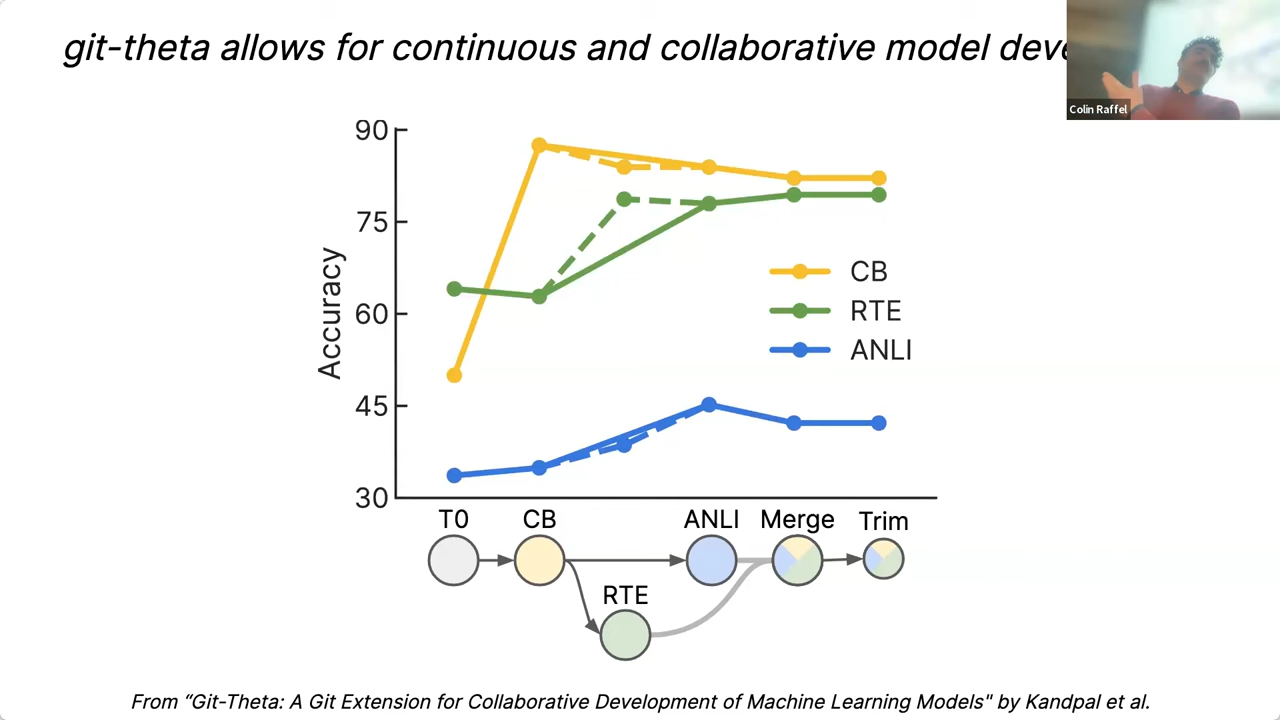 git-theta allows for continuous and collaborative model deve
Colin Raffel
90
75
60
45
30
Accuracy
CB
RTE
ANLI
T0 CB ANLI Merge Trim
RTE
From “Git-Theta: A Git Extension for Collaborative Development of Machine Learning Models" by Kandpal et al.